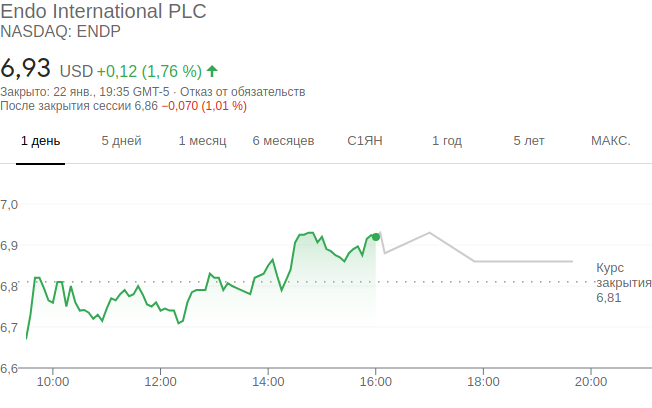 Endo International PLC
NASDAQ: ENDP
6,93 USD +0,12 (1,76 %)
Закрыто: 22 янв., 19:35 GMT-5 · Отказ от обязательств
После закрытия сессии 6,86 −0,070 (1,01 %)
1 день 5 дней 1 месяц 6 месяцев С1ЯН 1 год 5 лет МАКС.
7,0
6,9
6,8
6,7
6,6
Курс
закрытия
6,81
10:00 12:00 14:00 16:00 18:00 20:00